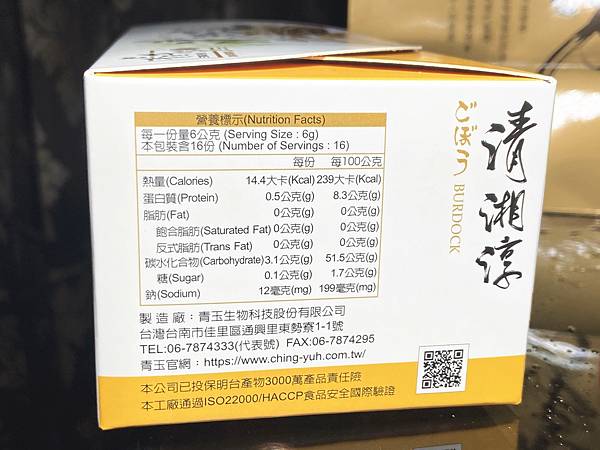 營養標示(Nutrition Facts)
每一份量6公克 (Serving Size : 6g)
本包裝含16份 (Number of Servings : 16)
每份 每100公克
熱量(Calories) 14.4大卡(Kcal) 239大卡(Kcal)
蛋白質(Protein) 0.5公克(g) 8.3公克(g)
脂肪(Fat) 0公克(g) 0公克(g)
飽合脂肪(Saturated Fat) 0公克(g) 0公克(g)
反式脂肪(Trans Fat) 0公克(g) 0公克(g)
碳水化合物(Carbohydrate) 3.1公克(g) 51.5公克(g)
糖(Sugar) 0.1公克(g) 1.7公克(g)
鈉(Sodium) 12毫克(mg) 199毫克(mg)
製造廠：青玉生物科技股份有限公司
台灣台南市佳里區通興里東勢寮1-1號
TEL:06-7874333(代表號) FAX:06-7874295
青玉官網：https://www.ching-yuh.com.tw/
本公司已投保明台產物3000萬產品責任險
本工廠通過ISO22000/HACCP食品安全國際驗證
清湘淳
ごぼう BURDOCK